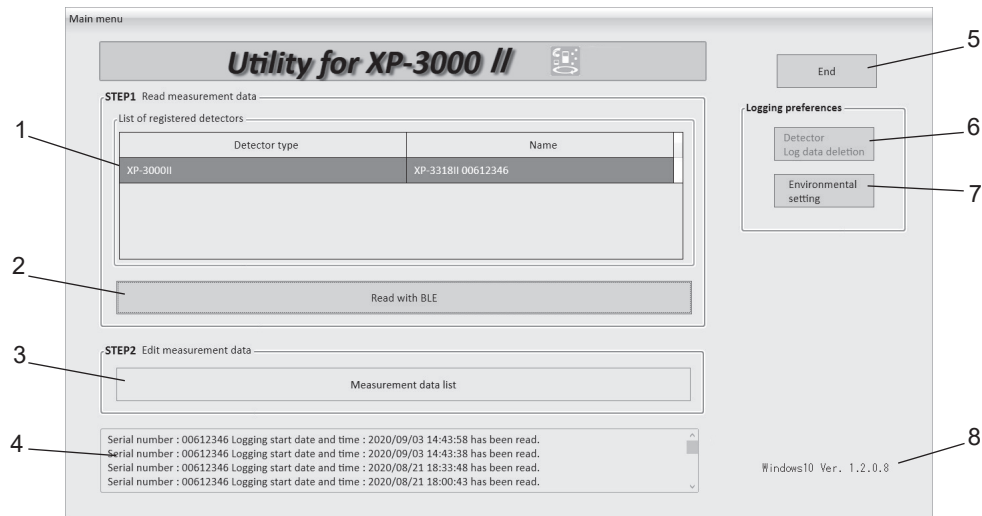 Main menu
Utility for XP-3000 II
End
STEP1 Read measurement data
List of registered detectors
Detector type Name
XP-3000II XP-3318II 00612346
Read with BLE
STEP2 Edit measurement data
Measurement data list
Serial number : 00612346 Logging start date and time : 2020/09/03 14:43:58 has been read.
Serial number : 00612346 Logging start date and time : 2020/09/03 14:43:38 has been read.
Serial number : 00612346 Logging start date and time : 2020/08/21 18:33:48 has been read.
Serial number : 00612346 Logging start date and time : 2020/08/21 18:00:43 has been read.
Logging preferences
Detector
Log data deletion
Environmental
setting
Windows10 Ver. 1.2.0.8
1
2
3
4
5
6
7
8